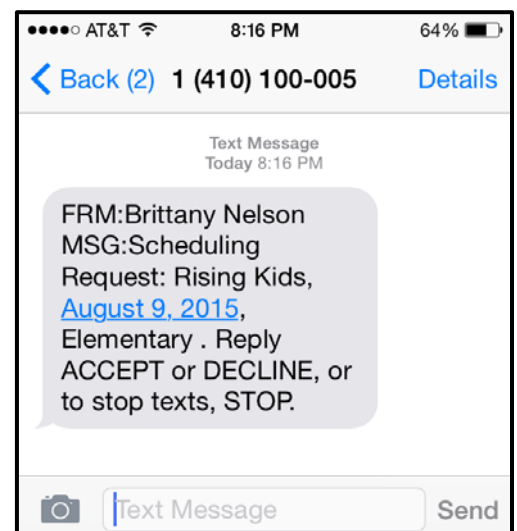 AT&T 8:16 PM 64%
Back (2) 1 (410) 100-005 Details
Text Message
Today 8:16 PM
FRM:Brittany Nelson
MSG:Scheduling
Request: Rising Kids,
August 9, 2015,
Elementary . Reply
ACCEPT or DECLINE, or
to stop texts, STOP.
Text Message Send